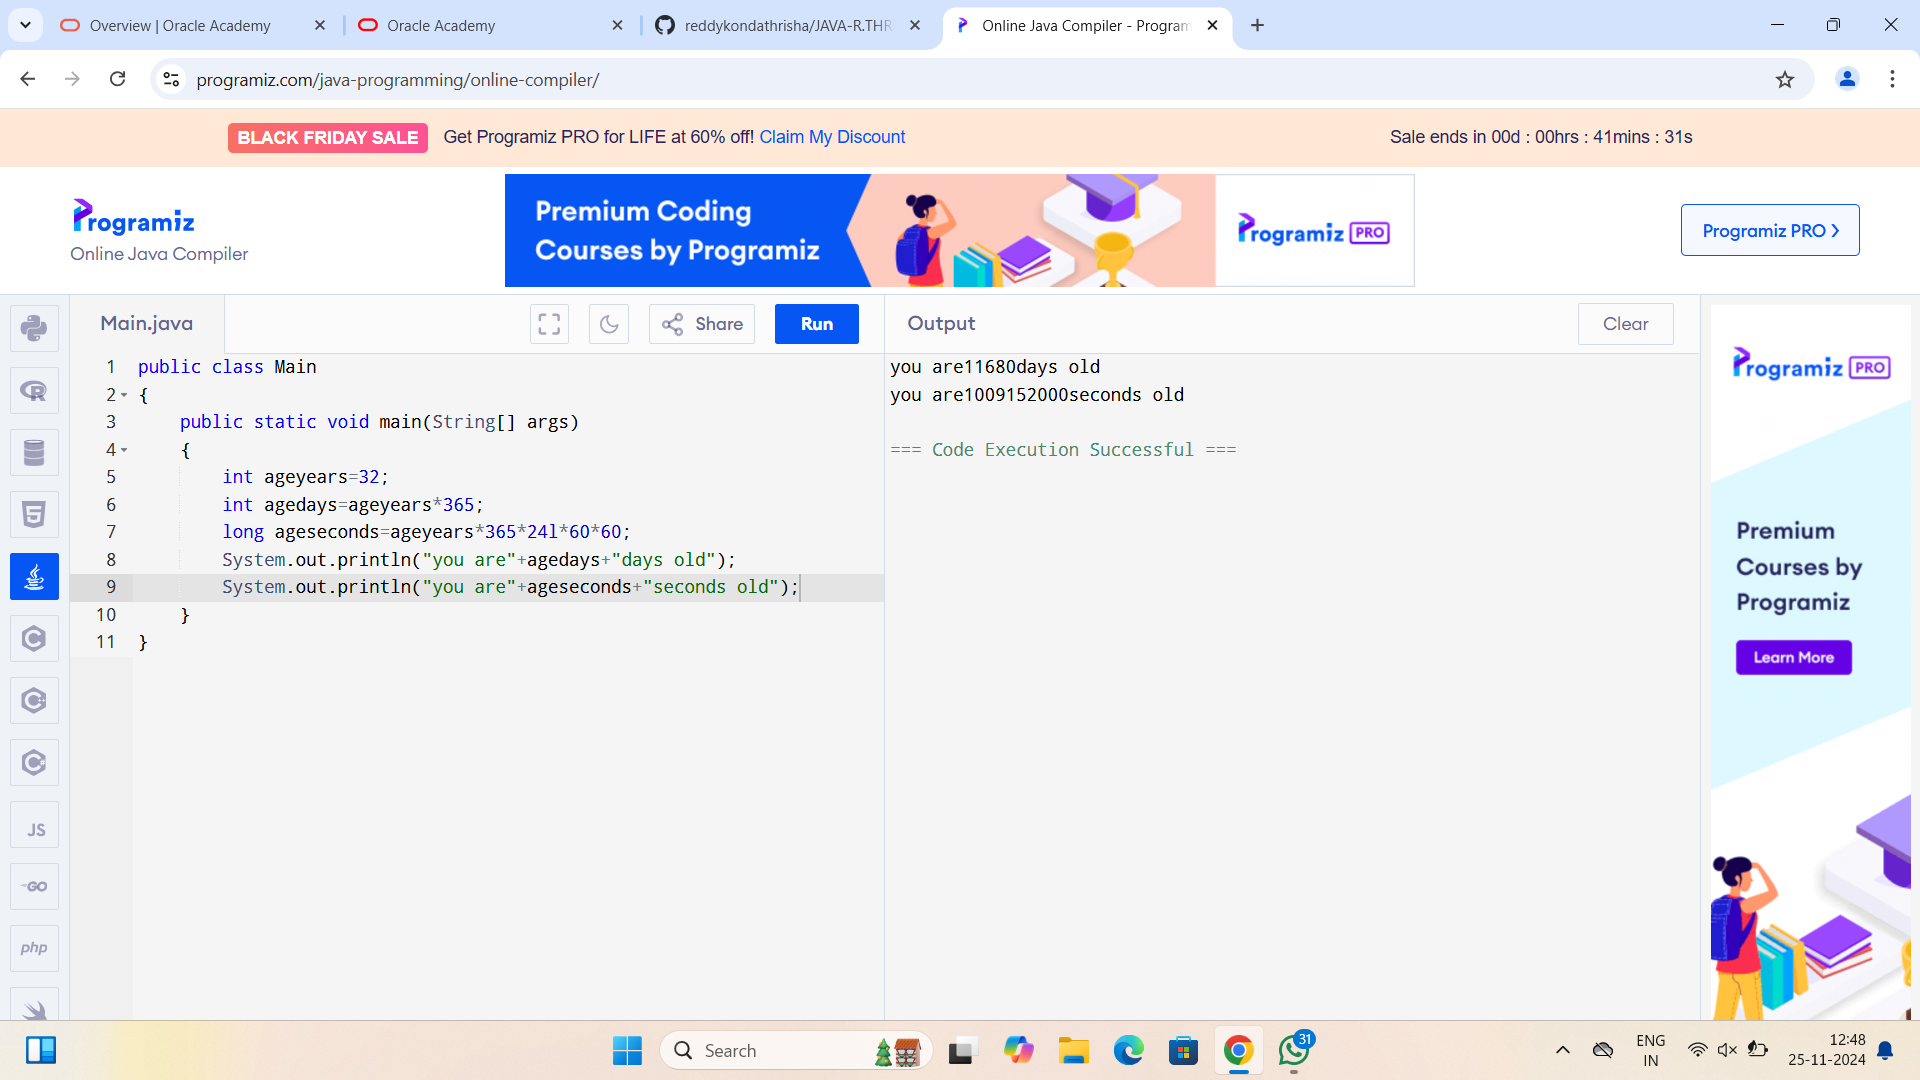 Overview | Oracle Academy
Oracle Academy
reddykondathrisha/JAVA-R.THR
Online Java Compiler - Program
programiz.com/java-programming/online-compiler/
BLACK FRIDAY SALE Get Programiz PRO for LIFE at 60% off! Claim My Discount
Sale ends in 00d : 00hrs : 41mins : 31s
Programiz
Online Java Compiler
Premium Coding
Courses by Programiz
Programiz PRO
Programiz PRO ›
Main.java
Share
Run
Output
Clear
1 public class Main
2 {
3     public static void main(String[] args)
4     {
5         int ageyears=32;
6         int agedays=ageyears*365;
7         long ageseconds=ageyears*365*24l*60*60;
8         System.out.println("you are"+agedays+"days old");
9         System.out.println("you are"+ageseconds+"seconds old");
10     }
11 }
you are11680days old
you are1009152000seconds old
=== Code Execution Successful ===
R
5
C
C
C
JS
GO
php
Programiz PRO
Premium
Courses by
Programiz
Learn More
Search
31
ENG
IN
12:48
25-11-2024